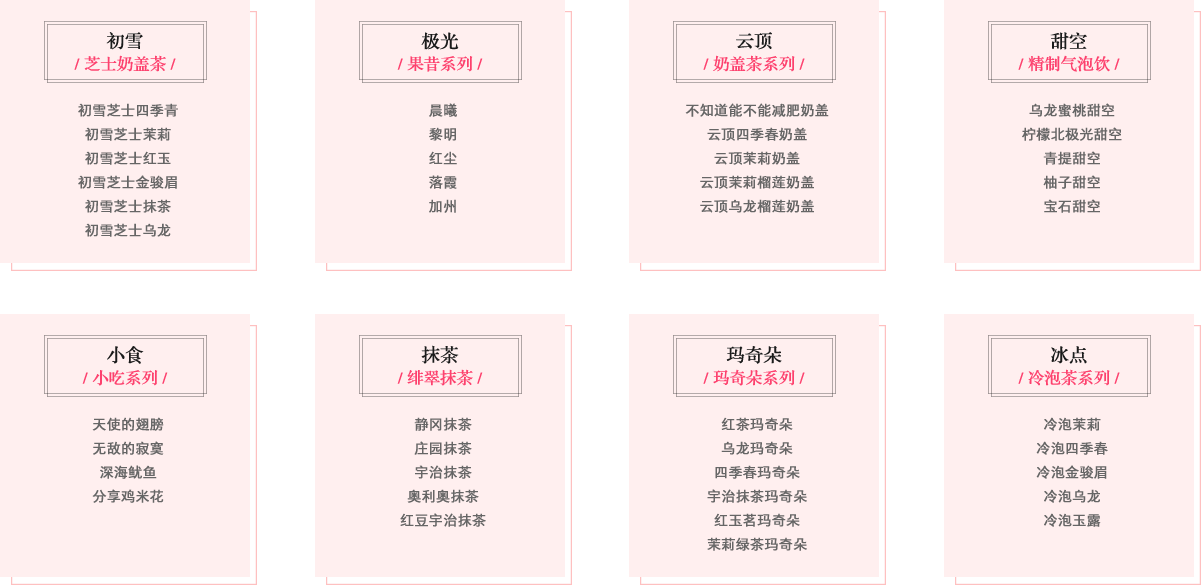 初雪
/ 芝士奶盖茶 /
初雪芝士四季青
初雪芝士茉莉
初雪芝士红玉
初雪芝士金骏眉
初雪芝士抹茶
初雪芝士乌龙
极光
/ 果昔系列 /
晨曦
黎明
红尘
落霞
加州
云顶
/ 奶盖茶系列 /
不知道能不能减肥奶盖
云顶四季春奶盖
云顶茉莉奶盖
云顶茉莉榴莲奶盖
云顶乌龙榴莲奶盖
甜空
/ 精制气泡饮 /
乌龙蜜桃甜空
柠檬北极光甜空
青提甜空
柚子甜空
宝石甜空
小食
/ 小吃系列 /
天使的翅膀
无敌的寂寞
深海鱿鱼
分享鸡米花
抹茶
/ 绯翠抹茶 /
静冈抹茶
庄园抹茶
宇治抹茶
奥利奥抹茶
红豆宇治抹茶
玛奇朵
/ 玛奇朵系列 /
红茶玛奇朵
乌龙玛奇朵
四季春玛奇朵
宇治抹茶玛奇朵
红玉茗玛奇朵
茉莉绿茶玛奇朵
冰点
/ 冷泡茶系列 /
冷泡茉莉
冷泡四季春
冷泡金骏眉
冷泡乌龙
冷泡玉露